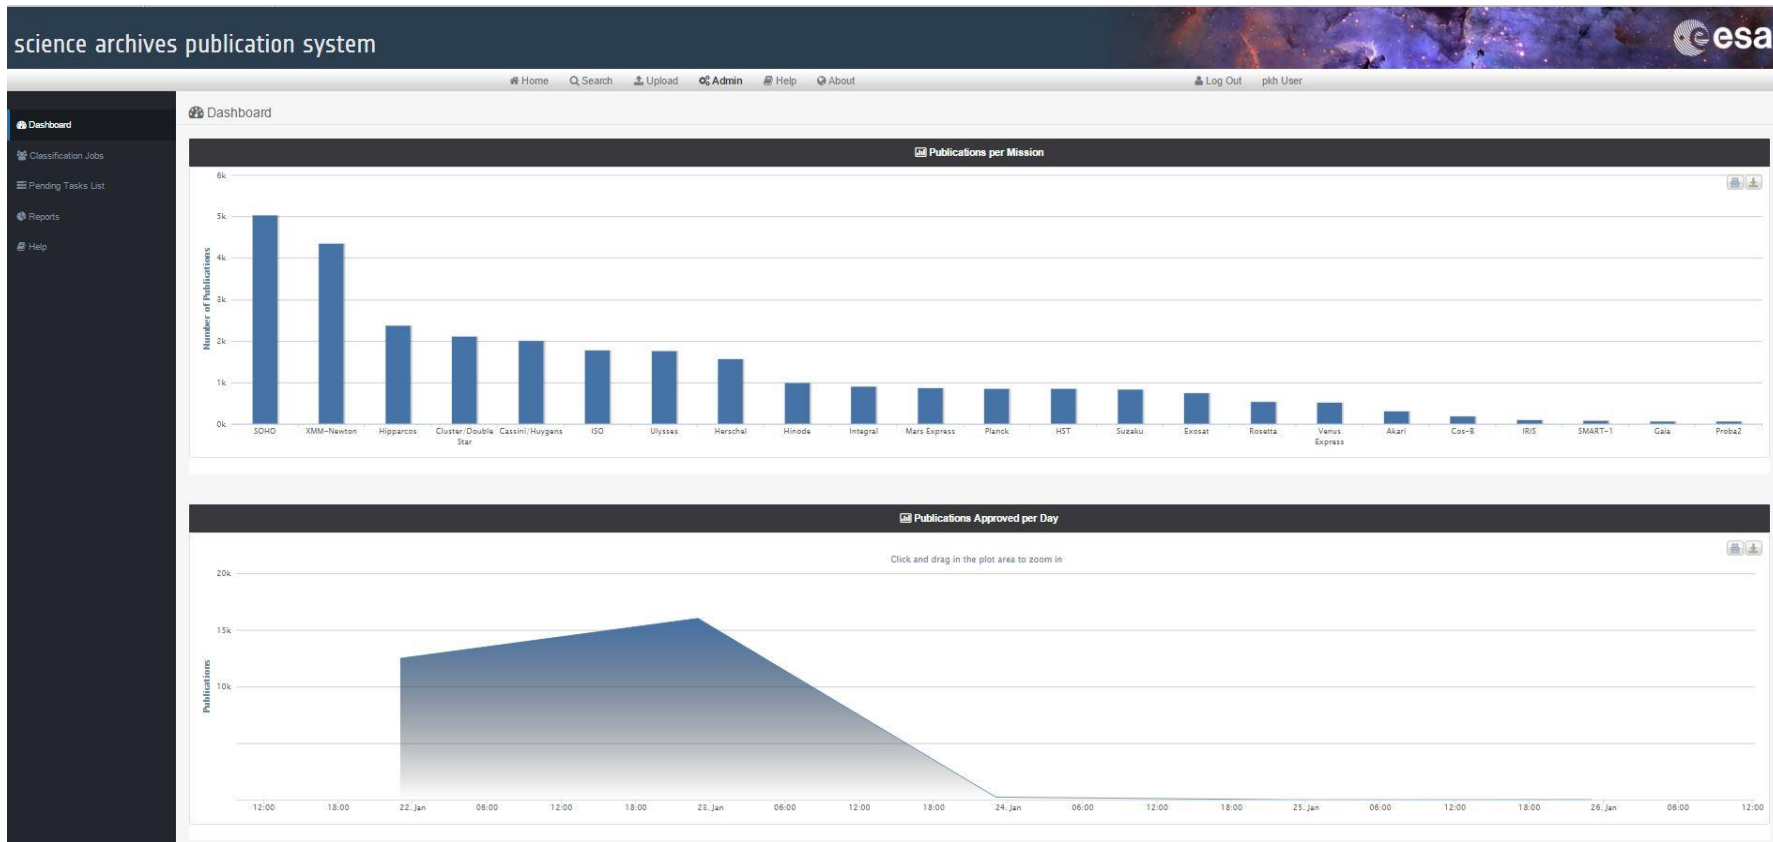 science archives publication system
esa
Home Search Upload Admin Help About Log Out pkh User
Dashboard
Classification Jobs
Pending Tasks List
Reports
Help
Dashboard
Publications per Mission
6k
5k
4k
3k
2k
1k
0k
Number of Publications
SOHO XMM-Newton Hipparcos Cluster/Double Star Cassini/Huygens ISO Ulysses Herschel Hinode Integral Mars Express Planck HST Suzaku Exosat Rosetta Venus Express Akari Cos-B IRIS SMART-1 Gaia Proba2
Publications Approved per Day
Click and drag in the plot area to zoom in
20k
15k
10k
Publications
12:00 18:00 22. Jan 06:00 12:00 18:00 23. Jan 06:00 12:00 18:00 24. Jan 06:00 12:00 18:00 25. Jan 06:00 12:00 18:00 26. Jan 06:00 12:00